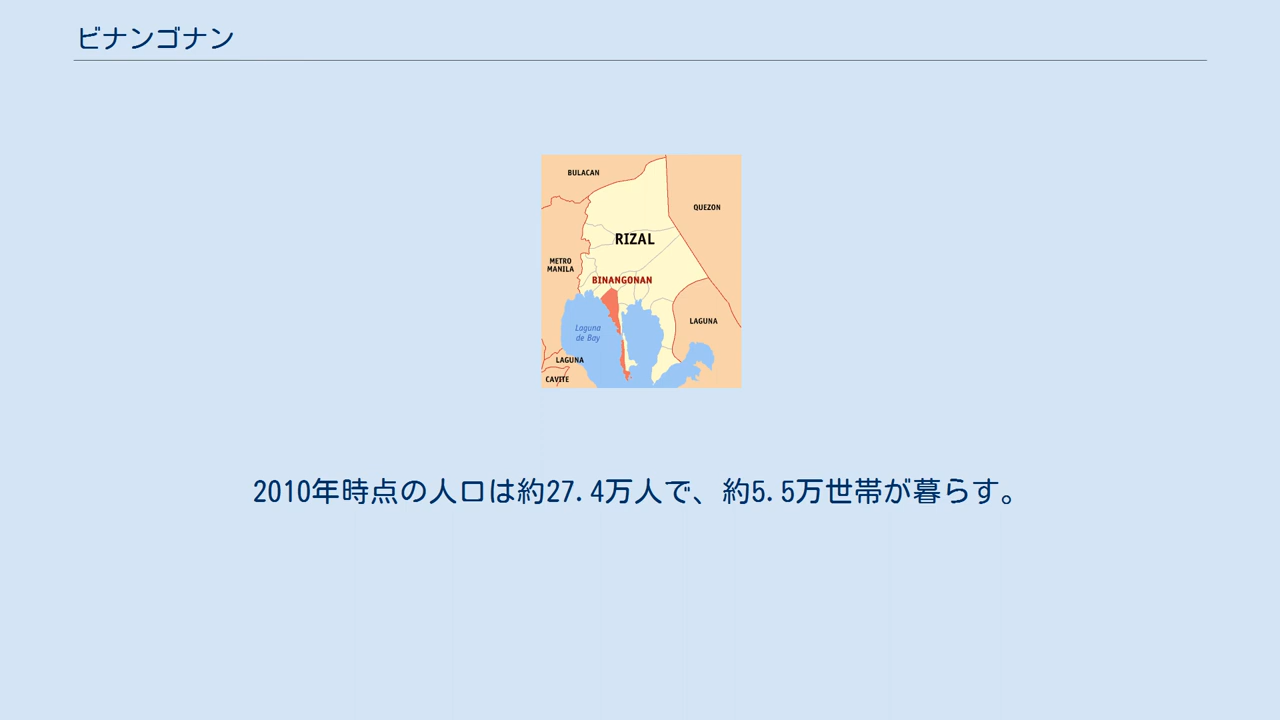 ビナンゴナン
BULACAN
QUEZON
RIZAL
METRO
MANILA
BINANGONAN
LAGUNA
Laguna
de Bay
LAGUNA
CAVITE
2010年時点の人口は約27.4万人で、約5.5万世帯が暮らす。